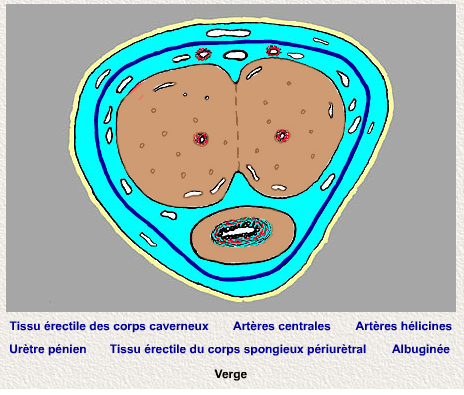 Tissu érectile des corps caverneux Artères centrales Artères hélicines
Urètre pénien Tissu érectile du corps spongieux périurètral Albuginée
Verge